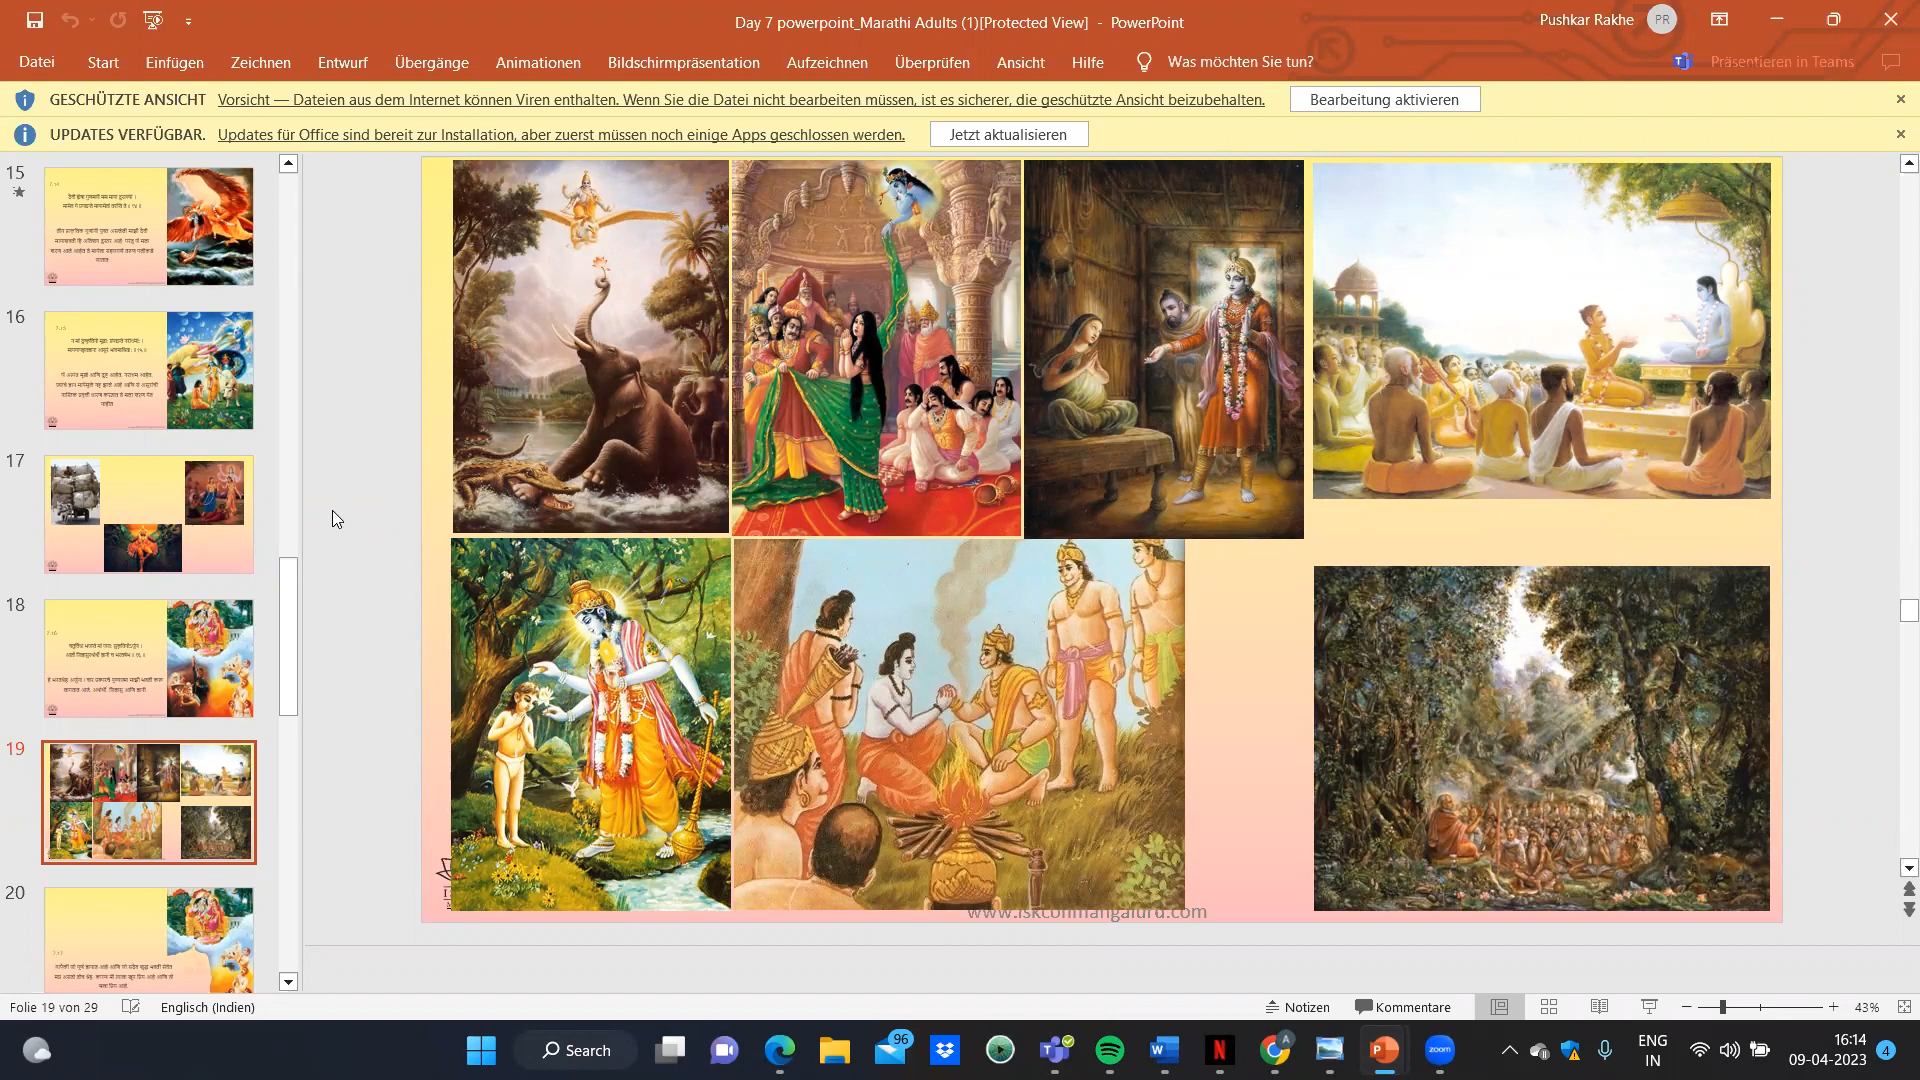 Day 7 powerpoint_Marathi Adults (1)[Protected View] - PowerPoint
Pushkar Rakhe
PR
Datei
Start
Einfügen
Zeichnen
Entwurf
Übergänge
Animationen
Bildschirmpräsentation
Aufzeichnen
Überprüfen
Ansicht
Hilfe
Was möchten Sie tun?
Präsentieren in Teams
GESCHÜTZTE ANSICHT Vorsicht — Dateien aus dem Internet können Viren enthalten. Wenn Sie die Datei nicht bearbeiten müssen, ist es sicherer, die geschützte Ansicht beizubehalten.
Bearbeitung aktivieren
UPDATES VERFÜGBAR. Updates für Office sind bereit zur Installation, aber zuerst müssen noch einige Apps geschlossen werden.
Jetzt aktualisieren
15
16
17
18
19
20
www.iskconmangaluru.com
Folie 19 von 29
Englisch (Indien)
Notizen
Kommentare
43%
Search
96
zoom
A
ENG
IN
16:14
09-04-2023
4